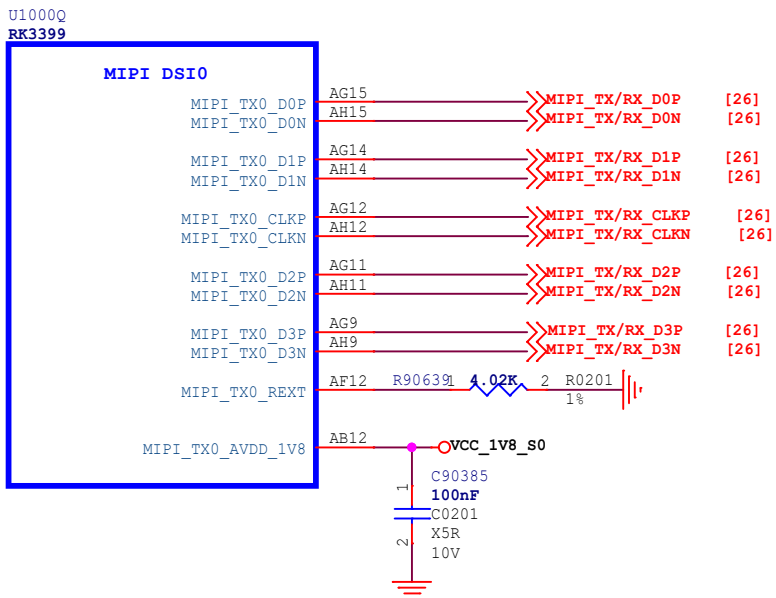 U1000Q
RK3399
MIPI DSI0
MIPI_TX0_D0P AG15 MIPI_TX/RX_D0P [26]
MIPI_TX0_D0N AH15 MIPI_TX/RX_D0N [26]
MIPI_TX0_D1P AG14 MIPI_TX/RX_D1P [26]
MIPI_TX0_D1N AH14 MIPI_TX/RX_D1N [26]
MIPI_TX0_CLKP AG12 MIPI_TX/RX_CLKP [26]
MIPI_TX0_CLKN AH12 MIPI_TX/RX_CLKN [26]
MIPI_TX0_D2P AG11 MIPI_TX/RX_D2P [26]
MIPI_TX0_D2N AH11 MIPI_TX/RX_D2N [26]
MIPI_TX0_D3P AG9 MIPI_TX/RX_D3P [26]
MIPI_TX0_D3N AH9 MIPI_TX/RX_D3N [26]
MIPI_TX0_REXT AF12 R90639 1 4.02K 2 R0201
1%
MIPI_TX0_AVDD_1V8 AB12 VCC_1V8_S0
1 C90385
100nF
C0201
X5R
2 10V